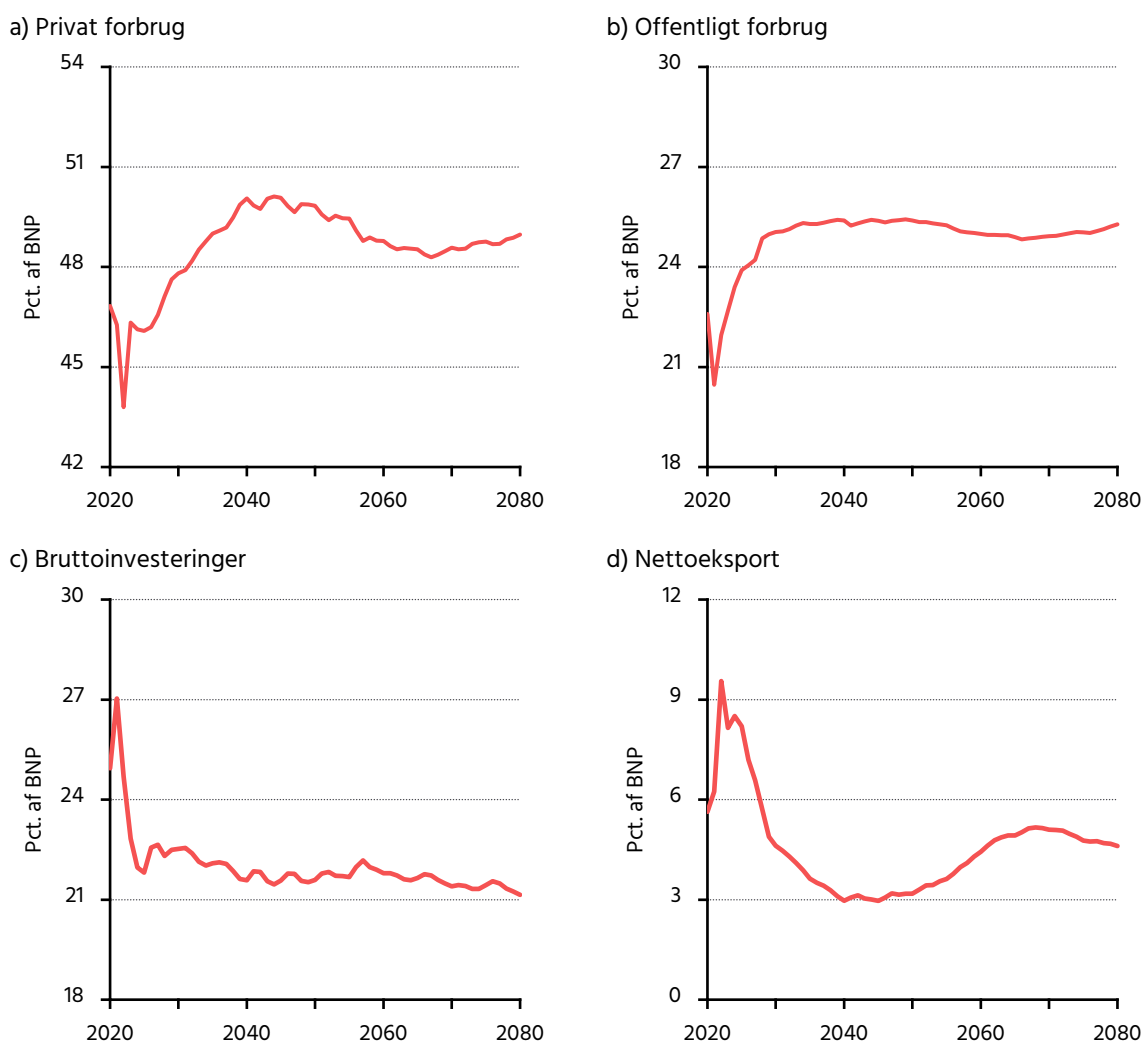 a) Privat forbrug
Pct. af BNP
54
51
48
45
42
2020 2040 2060 2080
b) Offentligt forbrug
Pct. af BNP
30
27
24
21
18
2020 2040 2060 2080
c) Bruttoinvesteringer
Pct. af BNP
30
27
24
21
18
2020 2040 2060 2080
d) Nettoeksport
Pct. af BNP
12
9
6
3
0
2020 2040 2060 2080